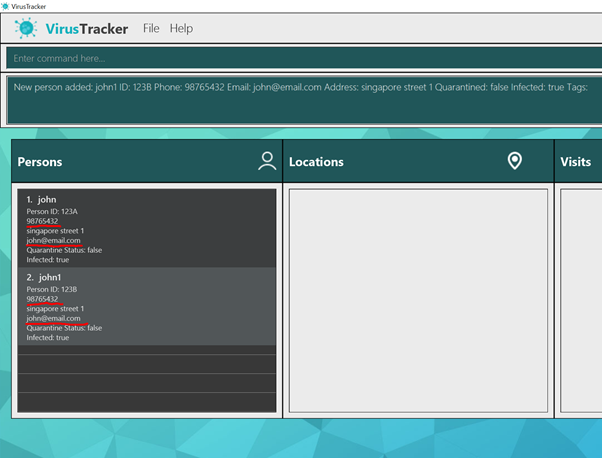 VirusTracker
VirusTracker File Help
Enter command here...
New person added: john1 ID: 123B Phone: 98765432 Email: john@email.com Address: singapore street 1 Quarantined: false Infected: true Tags:
Persons
1. john
Person ID: 123A
98765432
singapore street 1
john@email.com
Quarantine Status: false
Infected: true
2. john1
Person ID: 123B
98765432
singapore street 1
john@email.com
Quarantine Status: false
Infected: true
Locations
Visits